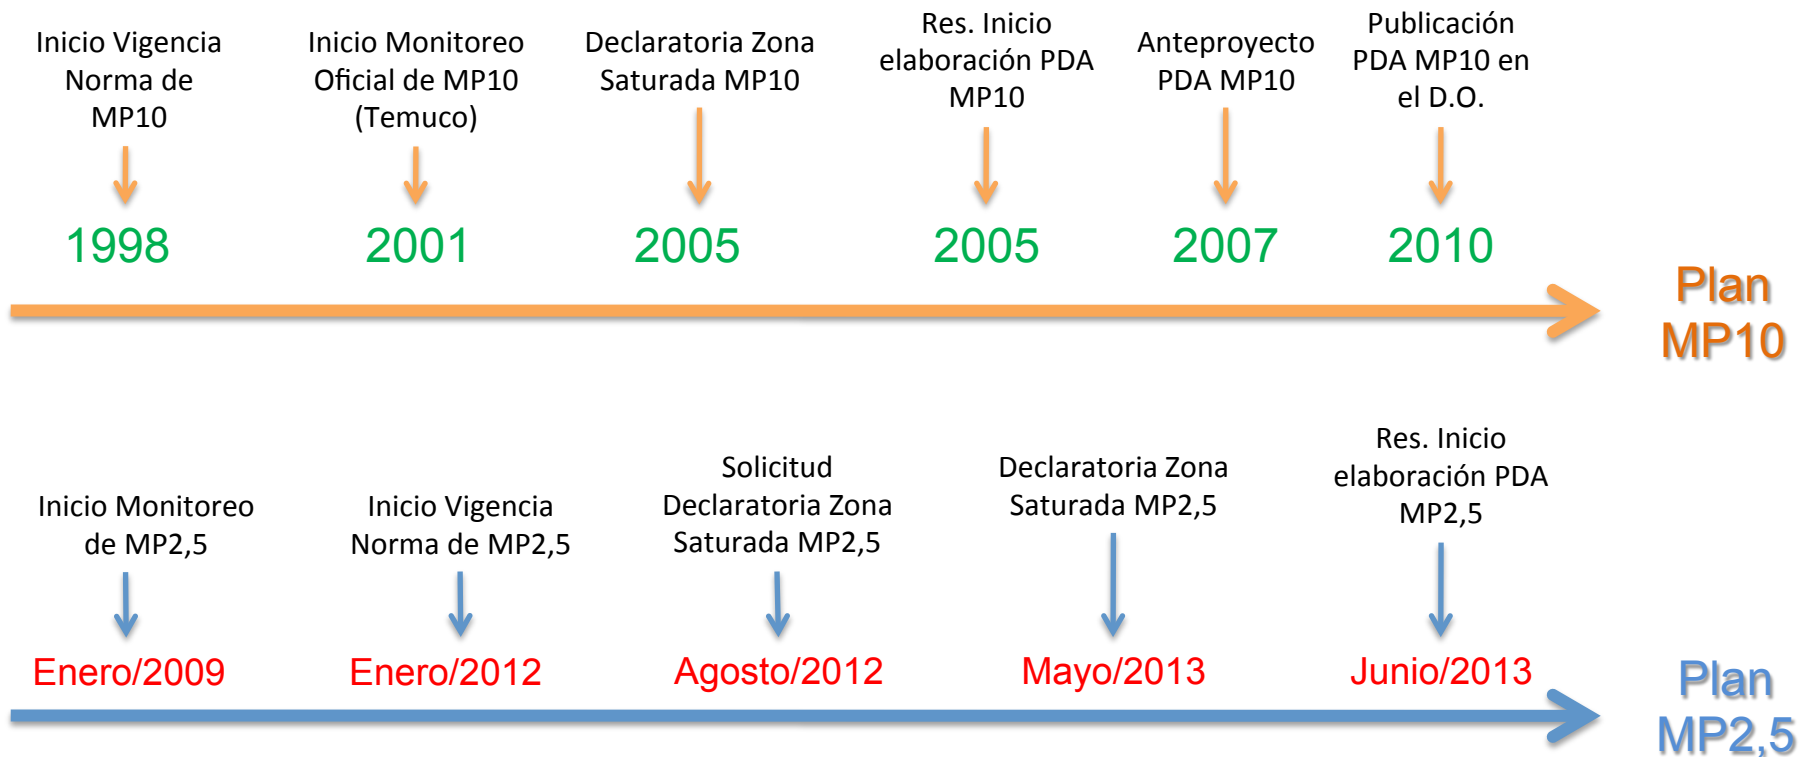 Inicio Vigencia
Norma de
MP10
Inicio Monitoreo
Oficial de MP10
(Temuco)
Declaratoria Zona
Saturada MP10
Res. Inicio
elaboración PDA
MP10
Anteproyecto
PDA MP10
Publicación
PDA MP10 en
el D.O.
1998
2001
2005
2005
2007
2010
Plan
MP10
Inicio Monitoreo
de MP2,5
Inicio Vigencia
Norma de MP2,5
Solicitud
Declaratoria Zona
Saturada MP2,5
Declaratoria Zona
Saturada MP2,5
Res. Inicio
elaboración PDA
MP2,5
Enero/2009
Enero/2012
Agosto/2012
Mayo/2013
Junio/2013
Plan
MP2,5